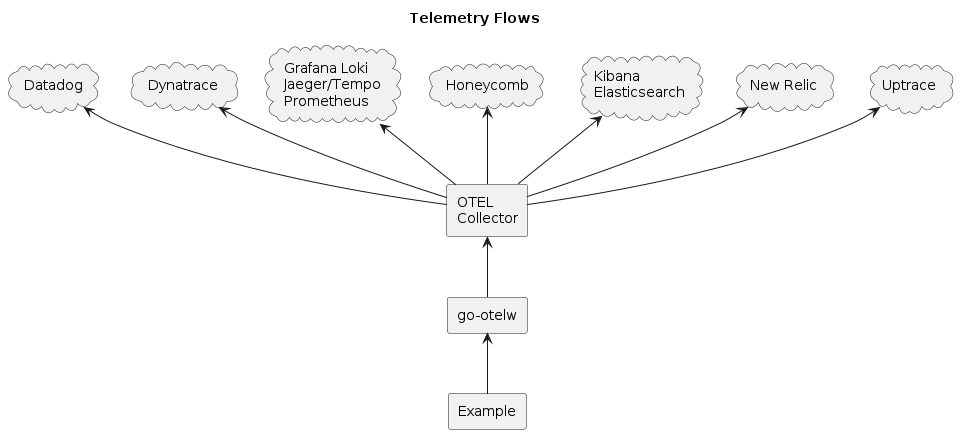 Telemetry Flows
Datadog
Dynatrace
Grafana Loki
Jaeger/Tempo
Prometheus
Honeycomb
Kibana
Elasticsearch
New Relic
Uptrace
OTEL
Collector
go-otelw
Example